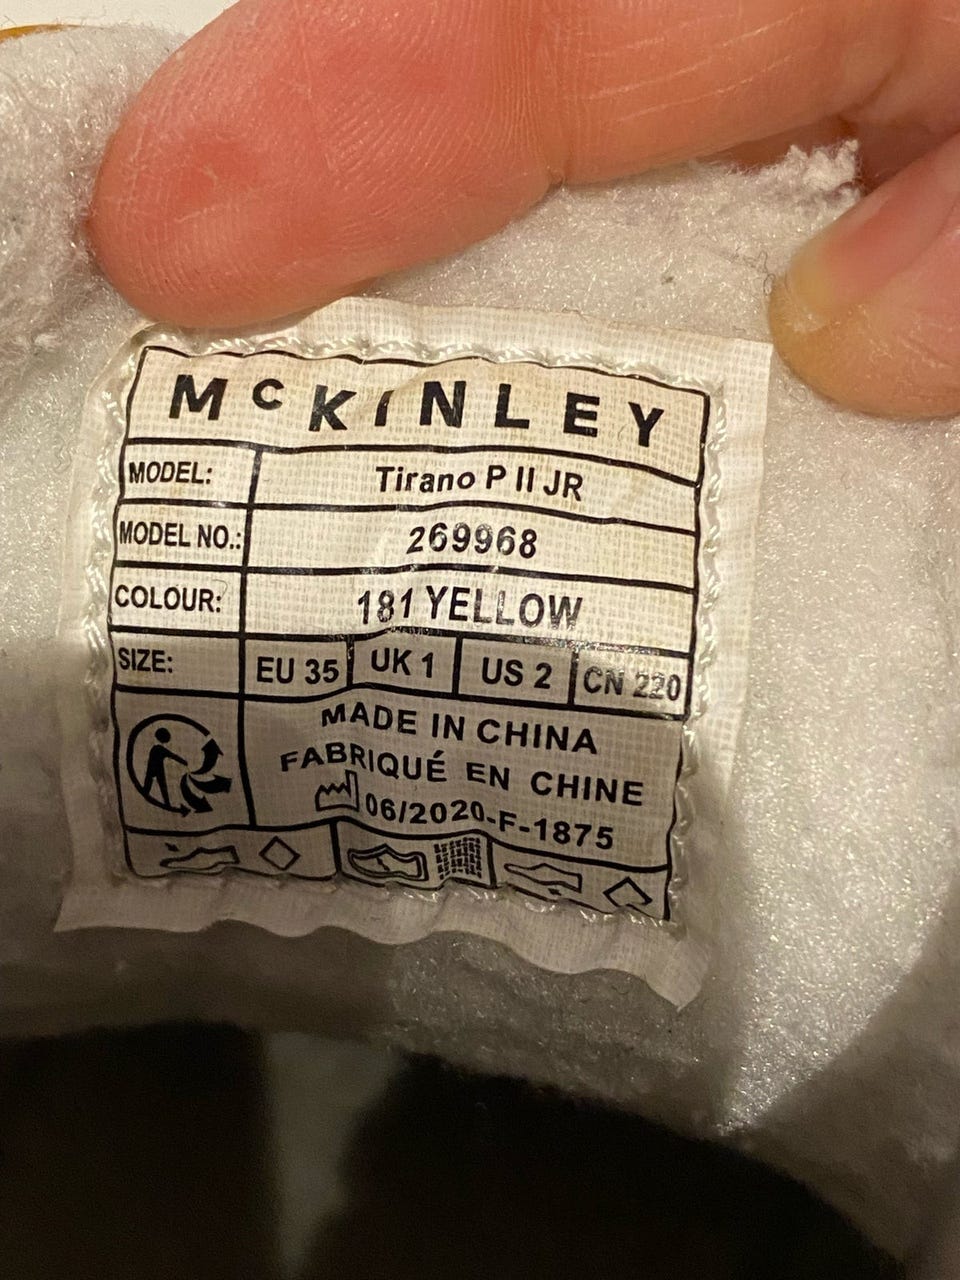 McKINLEY
MODEL: Tirano P II JR
MODEL NO.: 269968
COLOUR: 181 YELLOW
SIZE: EU 35 UK 1 US 2 CN 220
MADE IN CHINA
FABRIQUÉ EN CHINE
06/2020-F-1875